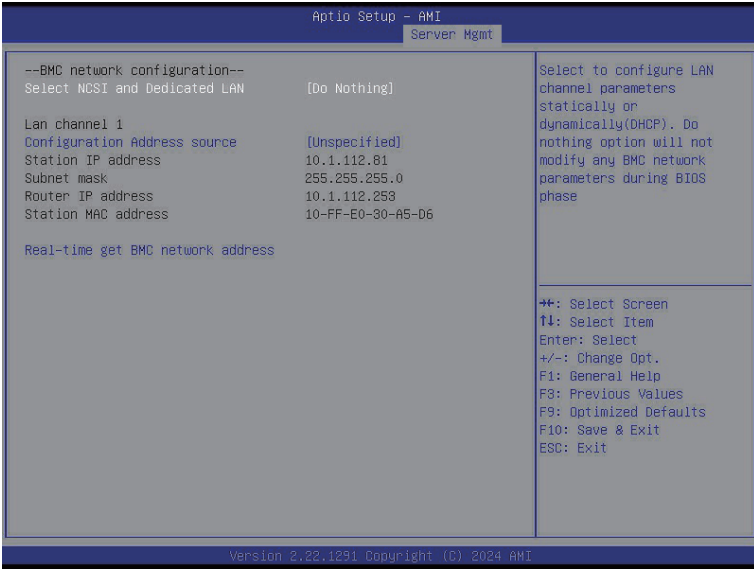 Aptio Setup – AMI
Server Mgmt
--BMC network configuration--
Select NCSI and Dedicated LAN [Do Nothing]
Lan channel 1
Configuration Address source [Unspecified]
Station IP address 10.1.112.81
Subnet mask 255.255.255.0
Router IP address 10.1.112.253
Station MAC address 10-FF-E0-30-A5-D6
Real-time get BMC network address
Select to configure LAN
channel parameters
statically or
dynamically(DHCP). Do
nothing option will not
modify any BMC network
parameters during BIOS
phase
→←: Select Screen
↑↓: Select Item
Enter: Select
+/-: Change Opt.
F1: General Help
F3: Previous Values
F9: Optimized Defaults
F10: Save & Exit
ESC: Exit
Version 2.22.1291 Copyright (C) 2024 AMI